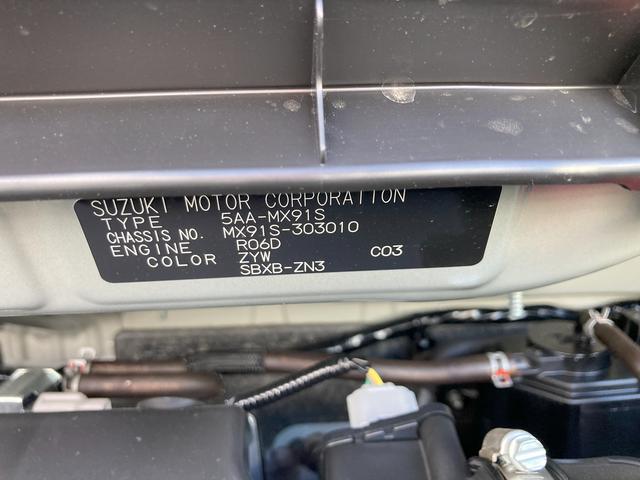 SUZUKI MOTOR CORPORATION
TYPE 5AA-MX91S
CHASSIS NO. MX91S-303010
ENGINE R06D
COLOR ZYW C03
SBXB-ZN3